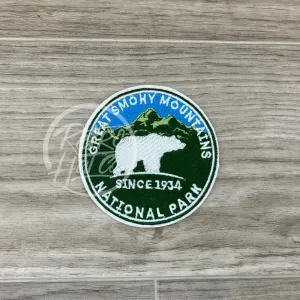 GREAT SMOKY MOUNTAINS
SINCE 1934
NATIONAL PARK